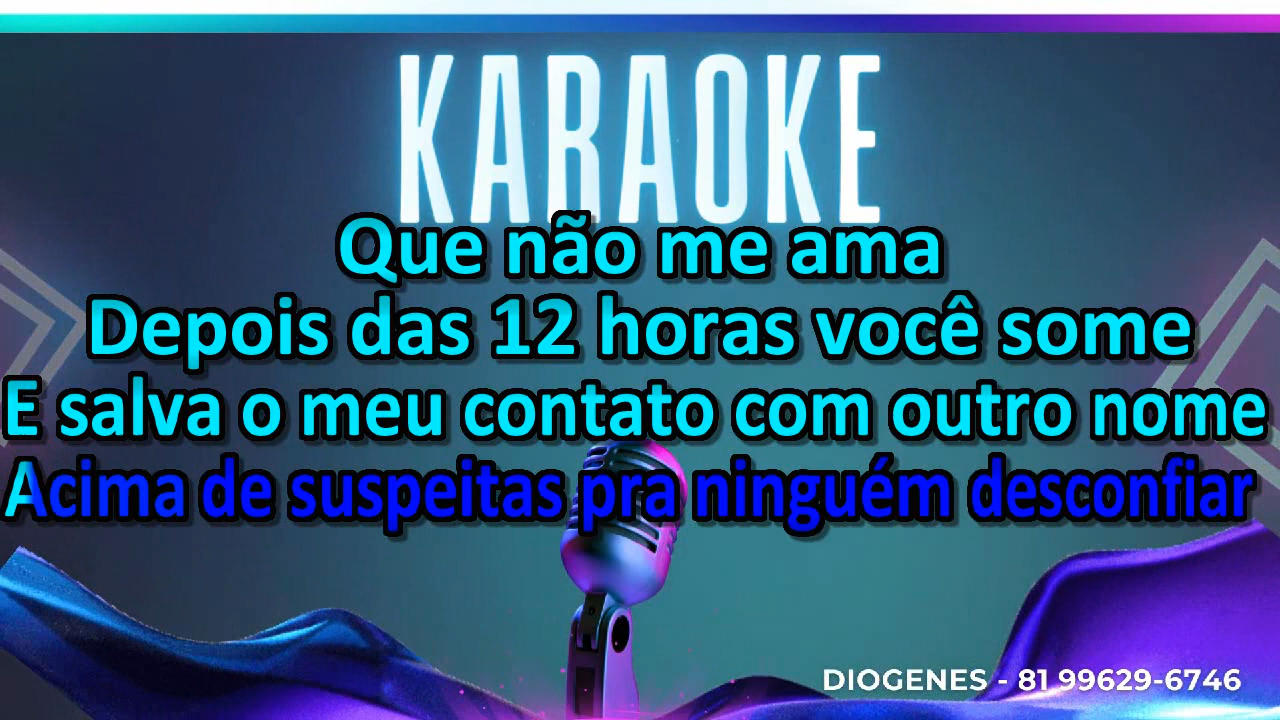 KARAOKE
Que não me ama
Depois das 12 horas você some
E salva o meu contato com outro nome
Acima de suspeitas pra ninguém desconfiar
DIOGENES - 81 99629-6746